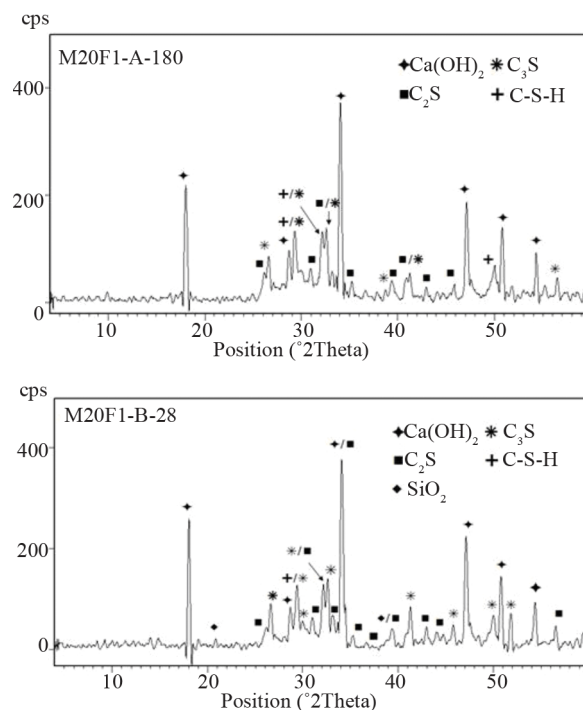 cps
M20F1-A-180
✦Ca(OH)₂ ✳C₃S
■C₂S ✚C-S-H
400
✚/✳
■/✳
200
✚/✳
■/✳
0
10 20 30 40 50
Position (°2Theta)
cps
M20F1-B-28
✦Ca(OH)₂ ✳C₃S
■C₂S ✚C-S-H
◆SiO₂
400
✦/■
✳/■
200
✚/✳
◆/■
0
10 20 30 40 50
Position (°2Theta)